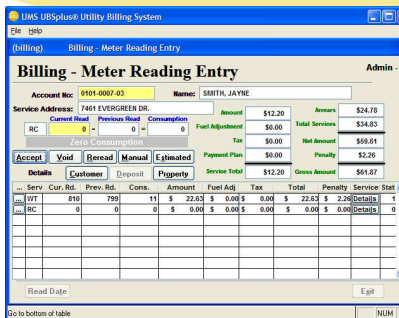 UMS UBSplus® Utility Billing System
File Help
(billing) Billing - Meter Reading Entry
Billing - Meter Reading Entry Admin -
Account No: 0101-0007-03 Name: SMITH, JAYNE
Service Address: 7461 EVERGREEN DR.
Current Read Previous Read Consumption
RC 0 - 0 = 0
Zero Consumption
Amount $12.20 Arrears $24.78
Fuel Adjustment $0.00 Total Services $34.83
Tax $0.00 Net Amount $59.61
Payment Plan $0.00 Penalty $2.26
Service Total $12.20 Gross Amount $61.87
Accept Void Reread Manual Estimated
Details Customer Deposit Property
... Serv Cur. Rd. Prev. Rd. Cons. Amount Fuel Adj Tax Total Penalty Service Stat
... WT 810 799 11 $ 22.63 $ 0.00 $ 0.00 $ 22.63 $ 2.26 Details 1
... RC 0 0 0 $ 0.00 $ 0.00 $ 0.00 $ 0.00 $ 0.00 Details 0
Read Date Exit
Go to bottom of table NUM